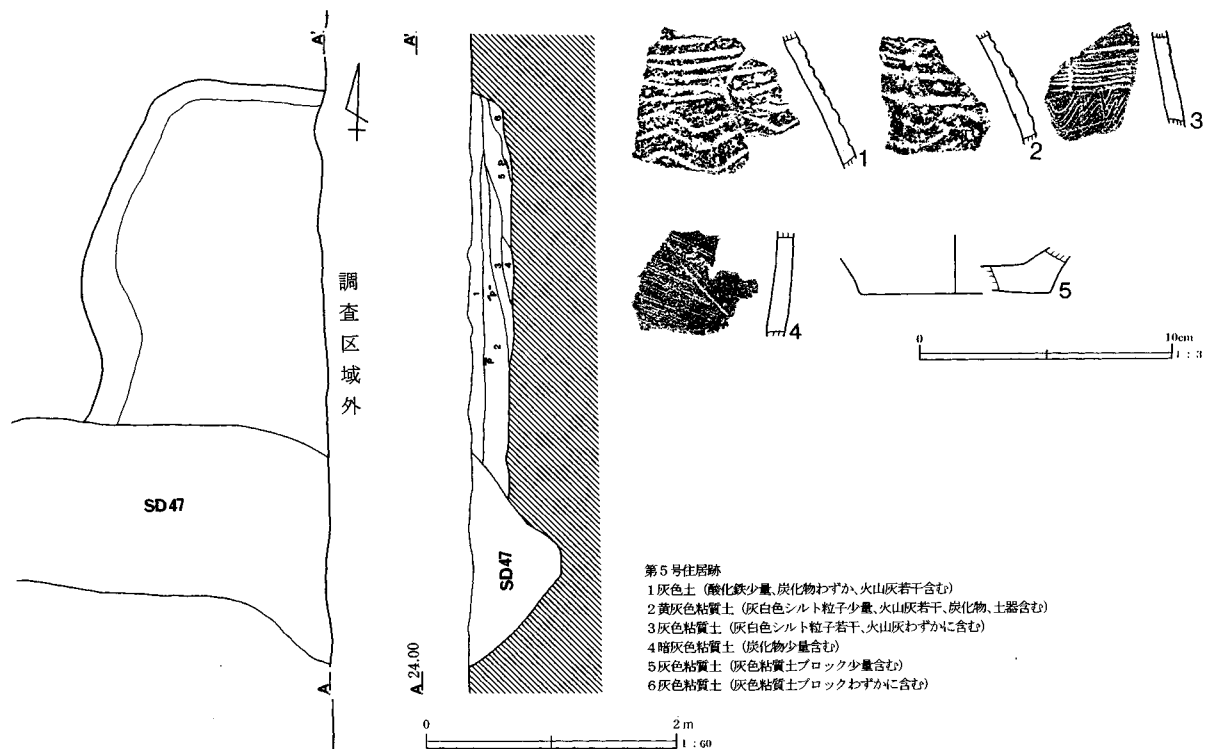 A'
A'
調査区域外
SD47
SD47
A
A 24.00
1
2
3
4
5
6
P
P
P
0 2m
1:60
1
2
3
4
5
0 10cm
1:3
第5号住居跡
1灰色土（酸化鉄少量、炭化物わずか、火山灰若干含む）
2黄灰色粘質土（灰白色シルト粒子少量、火山灰若干、炭化物、土器含む）
3灰色粘質土（灰白色シルト粒子若干、火山灰わずかに含む）
4暗灰色粘質土（炭化物少量含む）
5灰色粘質土（灰色粘質土ブロック少量含む）
6灰色粘質土（灰色粘質土ブロックわずかに含む）